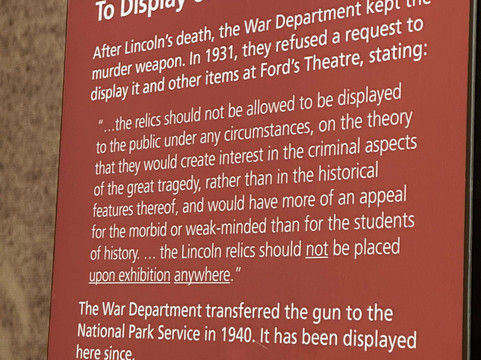 To Display
After Lincoln's death, the War Department kept the
murder weapon. In 1931, they refused a request to
display it and other items at Ford's Theatre, stating:
"...the relics should not be allowed to be displayed
to the public under any circumstances, on the theory
that they would create interest in the criminal aspects
of the great tragedy, rather than in the historical
features thereof, and would have more of an appeal
for the morbid or weak-minded than for the students
of history. ... the Lincoln relics should not be placed
upon exhibition anywhere."
The War Department transferred the gun to the
National Park Service in 1940. It has been displayed
here since.